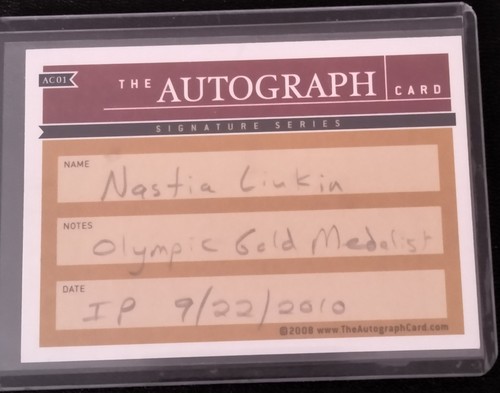 AC01
THE AUTOGRAPH CARD
SIGNATURE SERIES
NAME
Nastia Liukin
NOTES
Olympic Gold Medalist
DATE
IP 9/22/2010
©2008 www.TheAutographCard.com